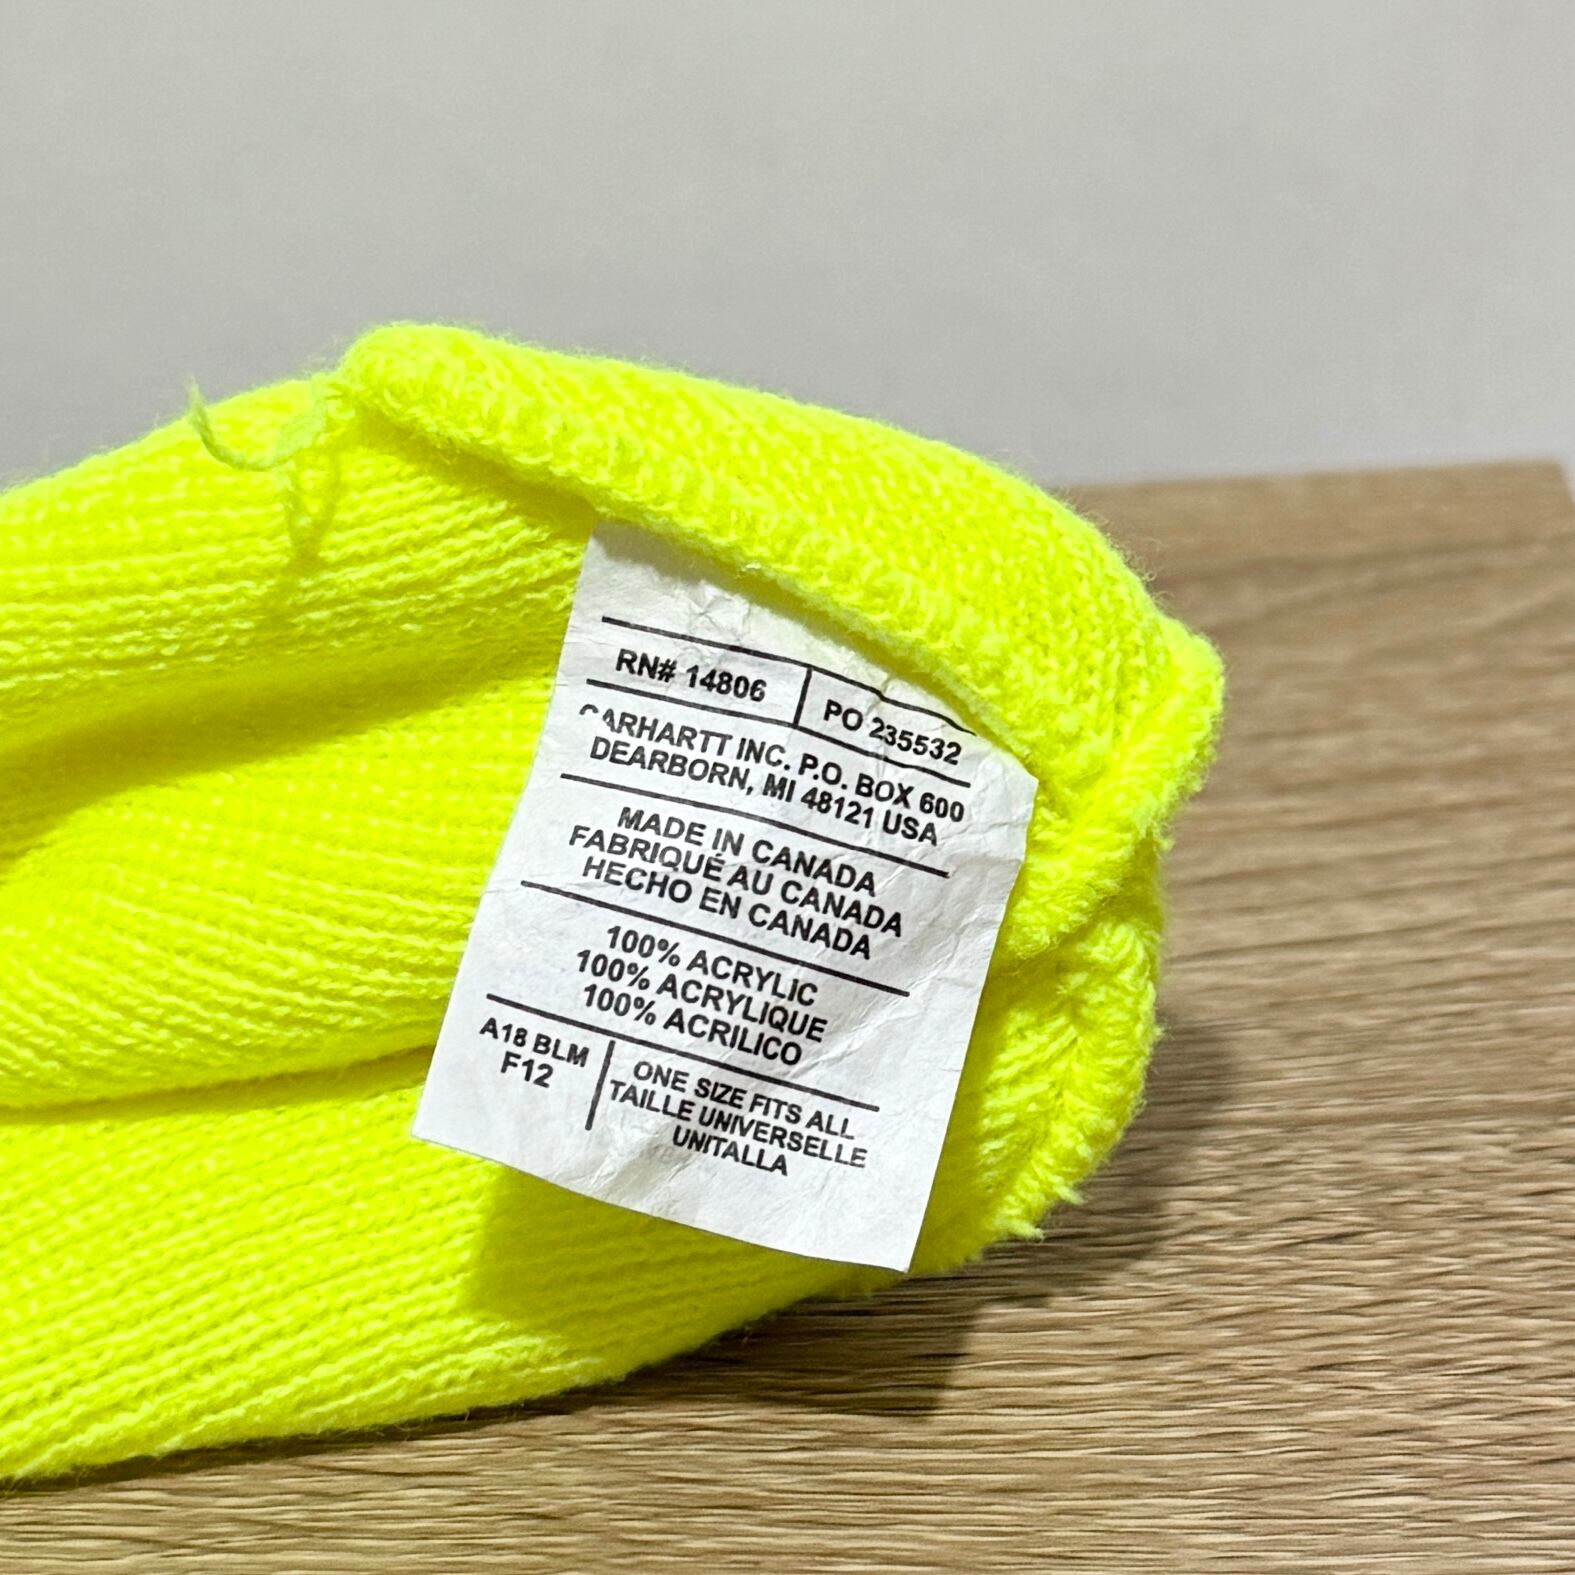 RN# 14806
PO 235532
CARHARTT INC. P.O. BOX 600
DEARBORN, MI 48121 USA
MADE IN CANADA
FABRIQUÉ AU CANADA
HECHO EN CANADA
100% ACRYLIC
100% ACRYLIQUE
100% ACRILICO
A18 BLM
F12
ONE SIZE FITS ALL
TAILLE UNIVERSELLE
UNITALLA